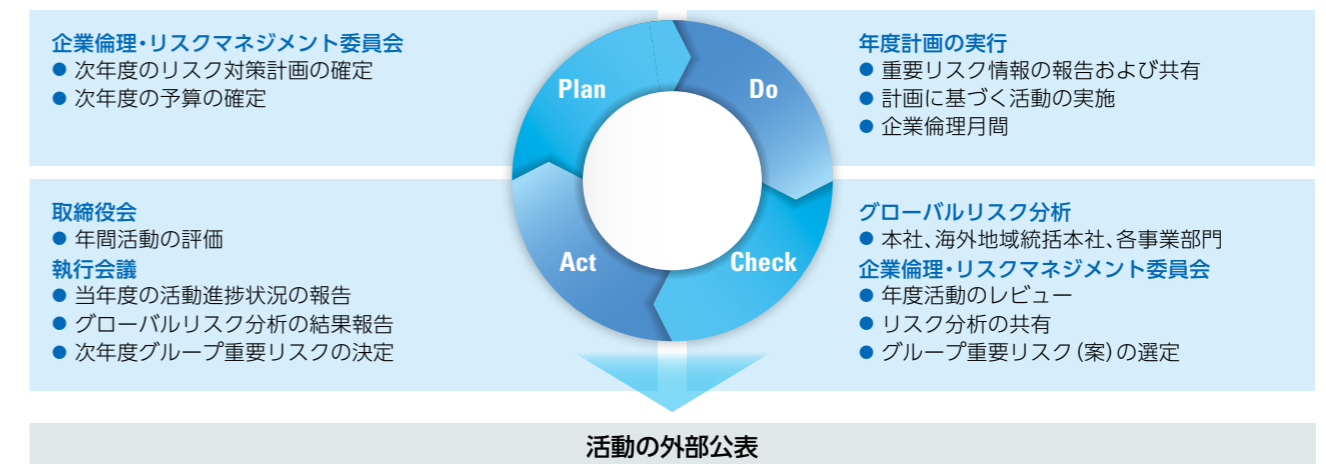 企業倫理・リスクマネジメント委員会
● 次年度のリスク対策計画の確定
● 次年度の予算の確定
Plan
Do
年度計画の実行
● 重要リスク情報の報告および共有
● 計画に基づく活動の実施
● 企業倫理月間
取締役会
● 年間活動の評価
執行会議
● 当年度の活動進捗状況の報告
● グローバルリスク分析の結果報告
● 次年度グループ重要リスクの決定
Act
Check
グローバルリスク分析
● 本社、海外地域統括本社、各事業部門
企業倫理・リスクマネジメント委員会
● 年度活動のレビュー
● リスク分析の共有
● グループ重要リスク(案)の選定
活動の外部公表